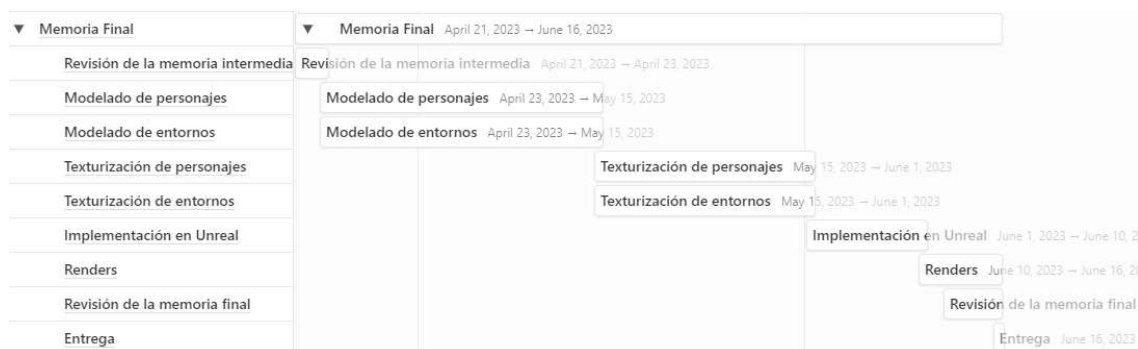 ▼ Memoria Final ▼ Memoria Final April 21, 2023 → June 16, 2023
Revisión de la memoria intermedia Revisión de la memoria intermedia April 21, 2023 → April 23, 2023
Modelado de personajes Modelado de personajes April 23, 2023 → May 15, 2023
Modelado de entornos Modelado de entornos April 23, 2023 → May 15, 2023
Texturización de personajes Texturización de personajes May 15, 2023 → June 1, 2023
Texturización de entornos Texturización de entornos May 15, 2023 → June 1, 2023
Implementación en Unreal Implementación en Unreal June 1, 2023 → June 10, 2
Renders Renders June 10, 2023 → June 16, 2
Revisión de la memoria final Revisión de la memoria final
Entrega Entrega June 16, 2023